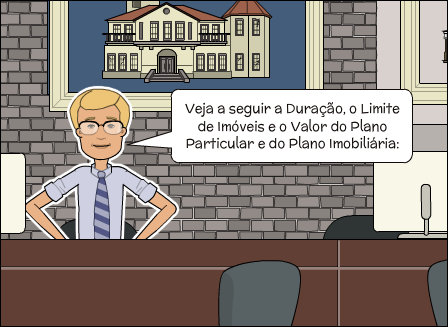 Veja a seguir a Duração, o Limite
de Imóveis e o Valor do Plano
Particular e do Plano Imobiliária: